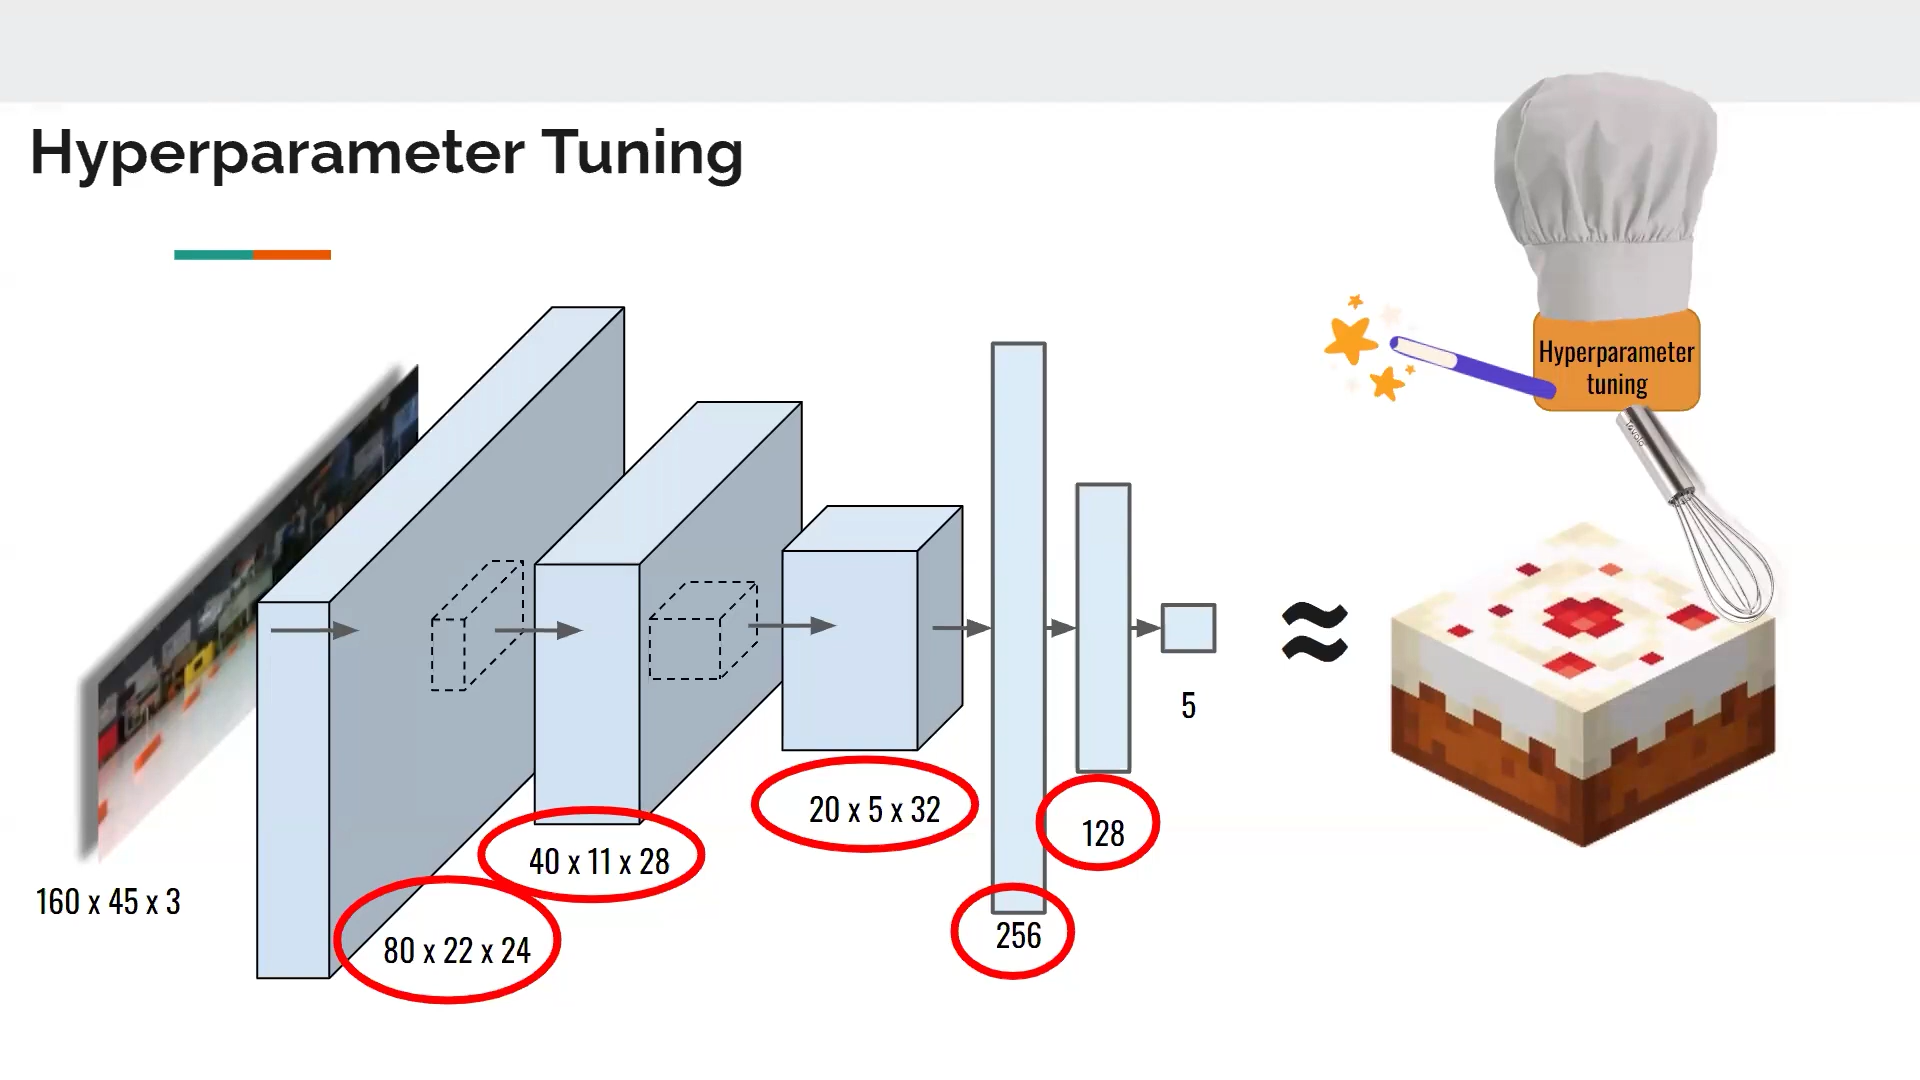 Hyperparameter Tuning
Hyperparameter
tuning
tovolo
5
20 x 5 x 32
128
40 x 11 x 28
160 x 45 x 3
256
80 x 22 x 24
≈